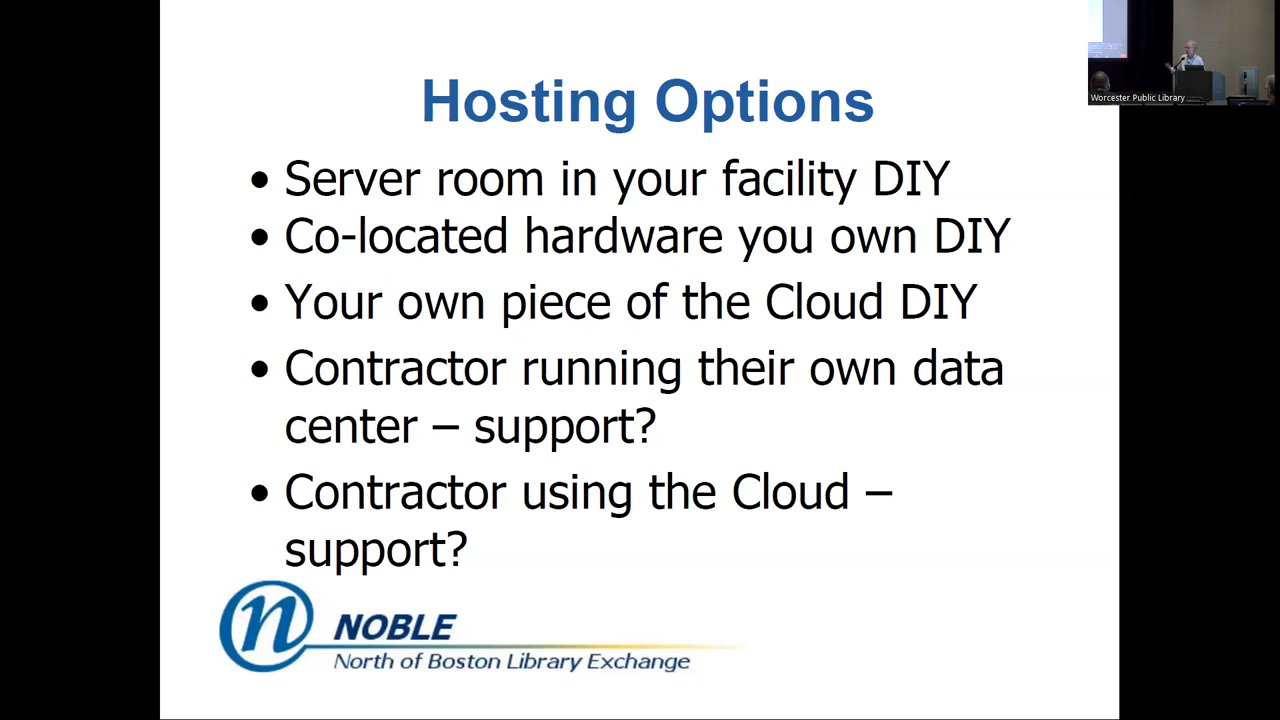 Hosting Options
• Server room in your facility DIY
• Co-located hardware you own DIY
• Your own piece of the Cloud DIY
• Contractor running their own data
center – support?
• Contractor using the Cloud –
support?
n NOBLE
North of Boston Library Exchange
Worcester Public Library